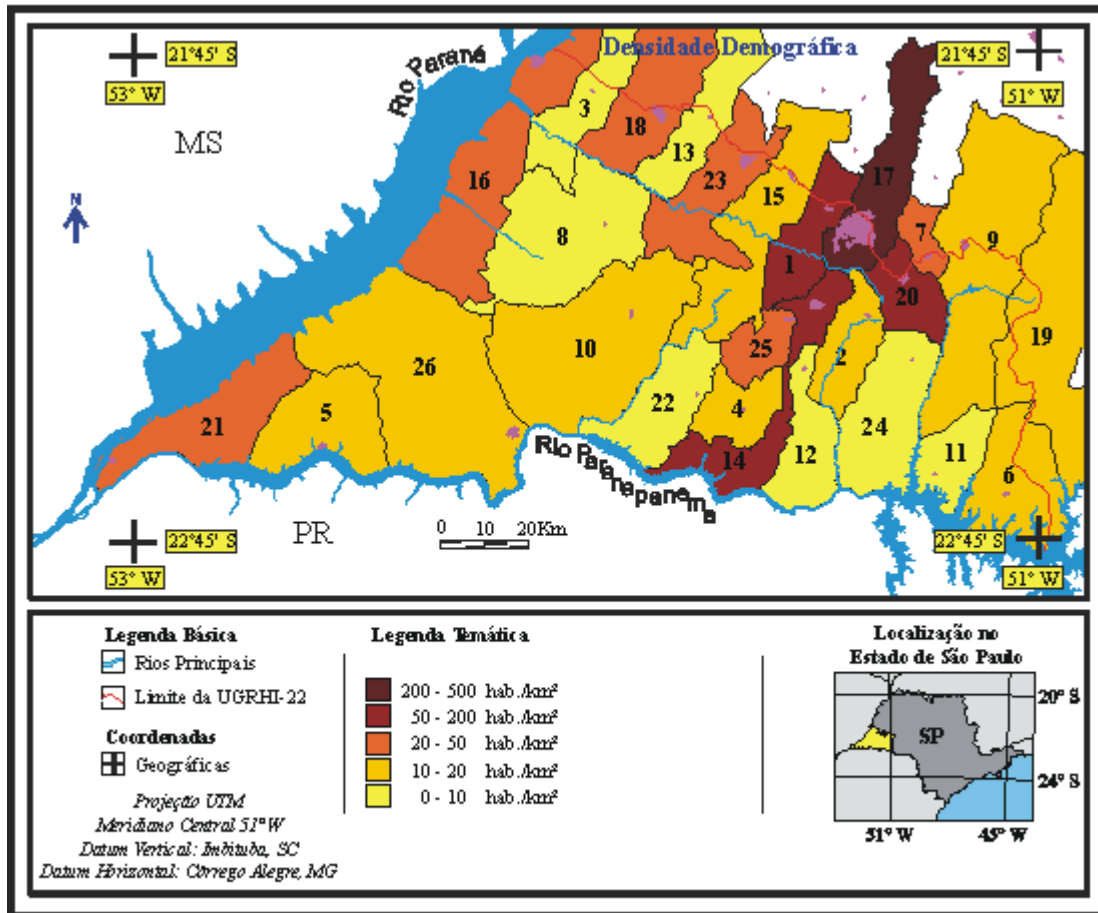 Densidade Demográfica
21°45' S
53° W
21°45' S
51° W
MS
Rio Paraná
N
3
18
13
16
23
15
17
8
7
9
1
20
10
25
2
19
26
22
4
5
21
14
12
24
11
6
Rio Paranapanema
PR
0 10 20Km
22°45' S
53° W
22°45' S
51° W
Legenda Básica
Rios Principais
Limite da UGRHI-22
Coordenadas
Geográficas
Projeção UTM
Meridiano Central 51° W
Datum Vertical: Imbituba, SC
Datum Horizontal: Córrego Alegre, MG
Legenda Temática
200 - 500 hab./km²
50 - 200 hab./km²
20 - 50 hab./km²
10 - 20 hab./km²
0 - 10 hab./km²
Localização no
Estado de São Paulo
SP
20° S
24° S
51° W
45° W